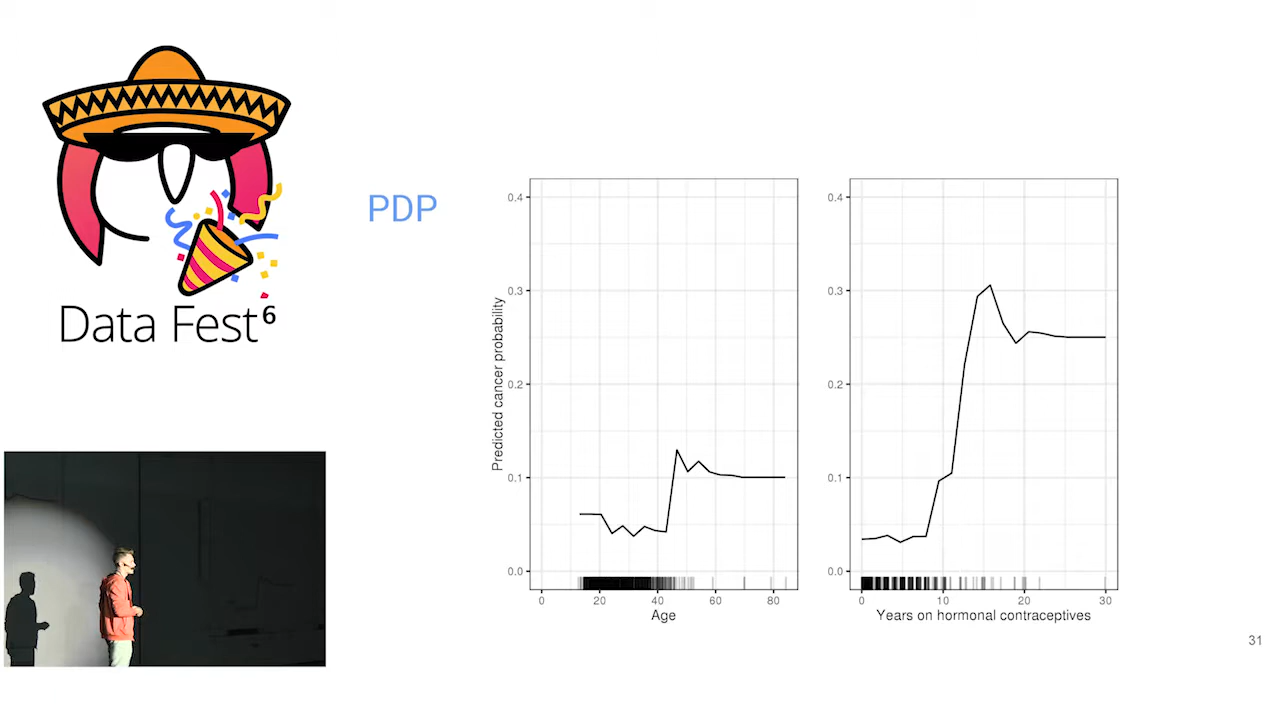 Data Fest⁶
PDP
Predicted cancer probability
0.4
0.3
0.2
0.1
0.0
0 20 40 60 80
Age
0.4
0.3
0.2
0.1
0.0
0 10 20 30
Years on hormonal contraceptives
31